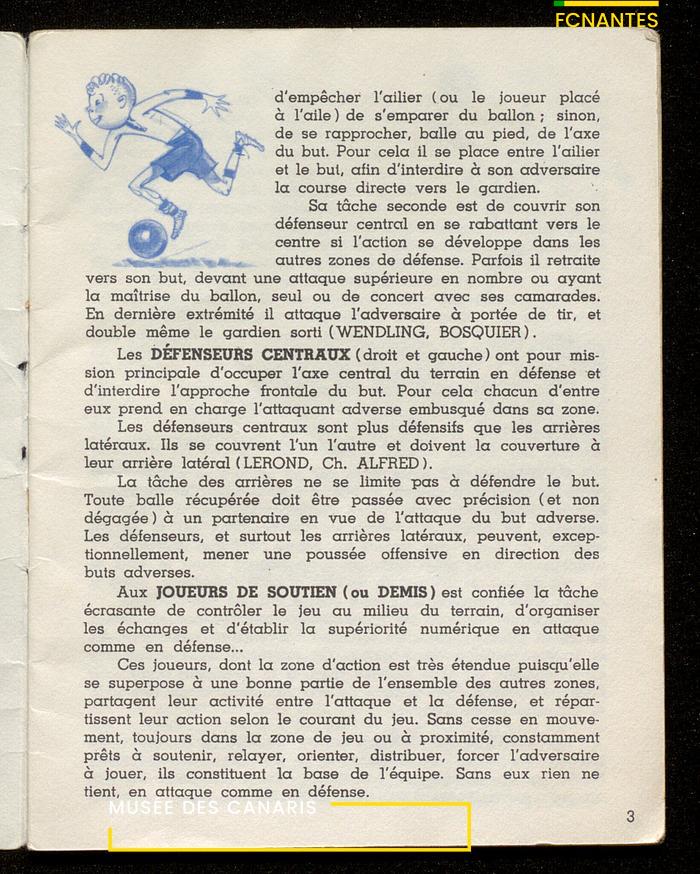 FCNANTES
d'empêcher l'ailier (ou le joueur placé
à l'aile) de s'emparer du ballon ; sinon,
de se rapprocher, balle au pied, de l'axe
du but. Pour cela il se place entre l'ailier
et le but, afin d'interdire à son adversaire
la course directe vers le gardien.
Sa tâche seconde est de couvrir son
défenseur central en se rabattant vers le
centre si l'action se développe dans les
autres zones de défense. Parfois il retraite
vers son but, devant une attaque supérieure en nombre ou ayant
la maîtrise du ballon, seul ou de concert avec ses camarades.
En dernière extrémité il attaque l'adversaire à portée de tir, et
double même le gardien sorti (WENDLING, BOSQUIER).
Les DÉFENSEURS CENTRAUX (droit et gauche) ont pour mis-
sion principale d'occuper l'axe central du terrain en défense et
d'interdire l'approche frontale du but. Pour cela chacun d'entre
eux prend en charge l'attaquant adverse embusqué dans sa zone.
Les défenseurs centraux sont plus défensifs que les arrières
latéraux. Ils se couvrent l'un l'autre et doivent la couverture à
leur arrière latéral (LEROND, Ch. ALFRED).
La tâche des arrières ne se limite pas à défendre le but.
Toute balle récupérée doit être passée avec précision (et non
dégagée) à un partenaire en vue de l'attaque du but adverse.
Les défenseurs, et surtout les arrières latéraux, peuvent, excep-
tionnellement, mener une poussée offensive en direction des
buts adverses.
Aux JOUEURS DE SOUTIEN (ou DEMIS) est confiée la tâche
écrasante de contrôler le jeu au milieu du terrain, d'organiser
les échanges et d'établir la supériorité numérique en attaque
comme en défense...
Ces joueurs, dont la zone d'action est très étendue puisqu'elle
se superpose à une bonne partie de l'ensemble des autres zones,
partagent leur activité entre l'attaque et la défense, et répar-
tissent leur action selon le courant du jeu. Sans cesse en mouve-
ment, toujours dans la zone de jeu ou à proximité, constamment
prêts à soutenir, relayer, orienter, distribuer, forcer l'adversaire
à jouer, ils constituent la base de l'équipe. Sans eux rien ne
tient, en attaque comme en défense.
MUSÉE DES CANARIS
3